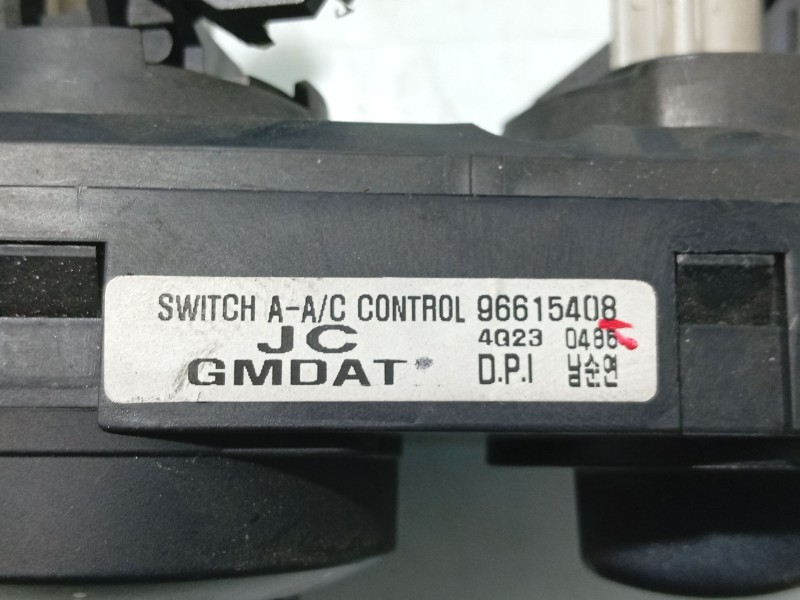 SWITCH A-A/C CONTROL 96615408
JC 4Q23 0486
GMDAT D.P.I 남순연